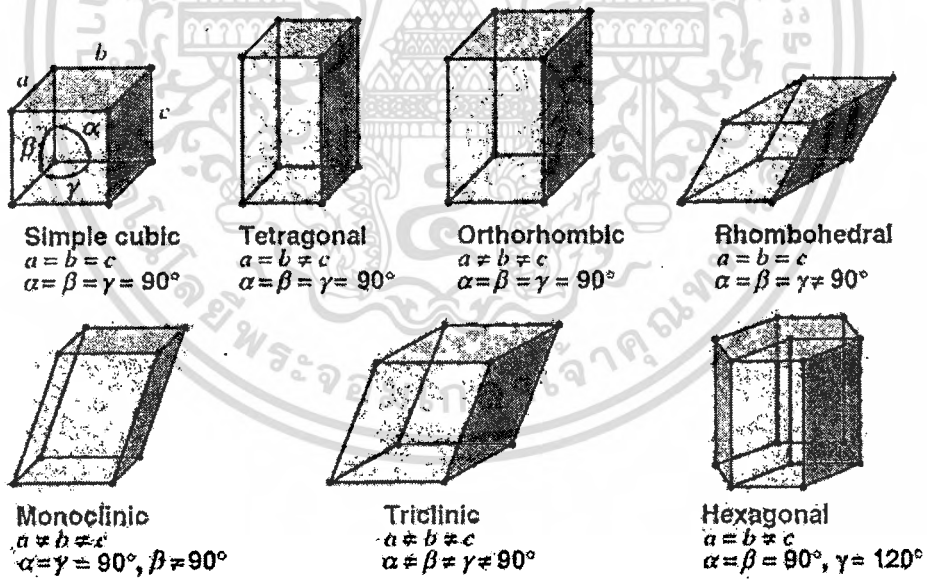 b
a
c
α
β
γ
Simple cubic
a = b = c
α = β = γ = 90°
Tetragonal
a = b ≠ c
α = β = γ = 90°
Orthorhombic
a ≠ b ≠ c
α = β = γ = 90°
Rhombohedral
a = b = c
α = β = γ ≠ 90°
Monoclinic
a ≠ b ≠ c
α = γ = 90°, β ≠ 90°
Triclinic
a ≠ b ≠ c
α ≠ β ≠ γ ≠ 90°
Hexagonal
a = b ≠ c
α = β = 90°, γ = 120°